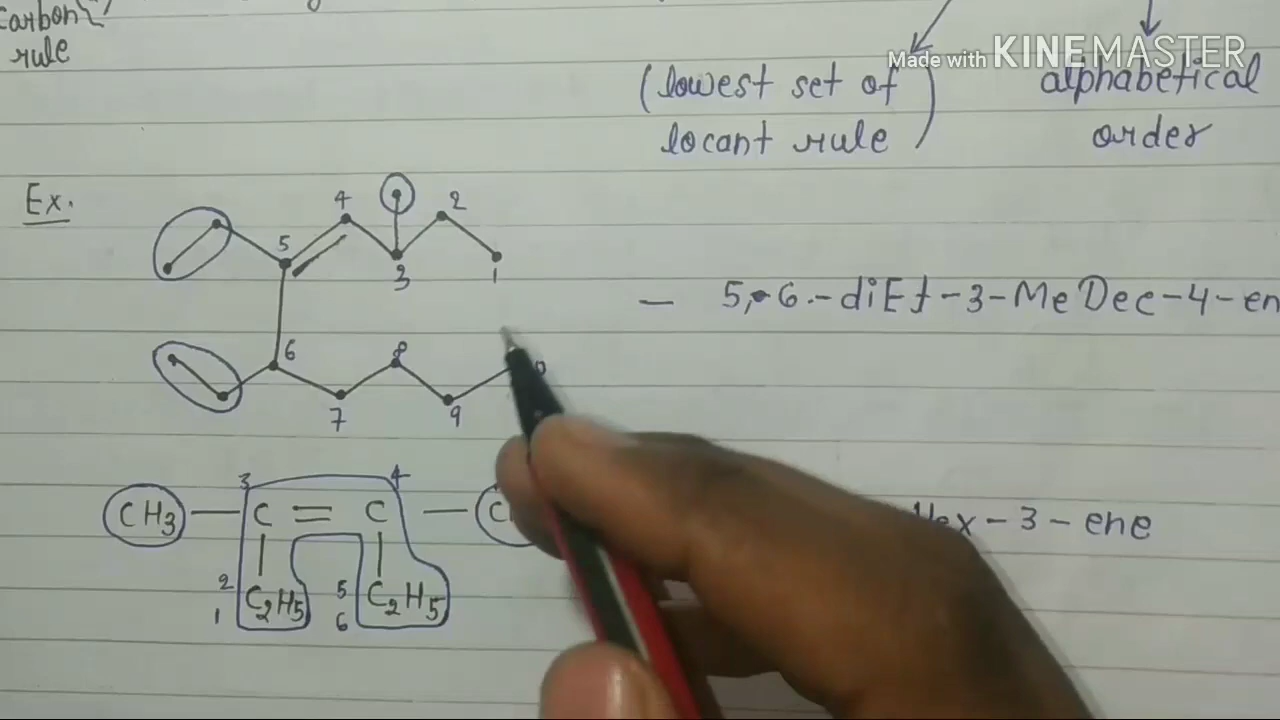 Carbon
rule
Made with KINEMASTER
(lowest set of
locant rule)
alphabetical
order
Ex.
4 2
5
3 1
5,-6.-diEt-3-MeDec-4-en
6 8
7 9
3 4
CH3 — C = C —
2 C2H5 5 C2H5
1 6
Hex-3-ene